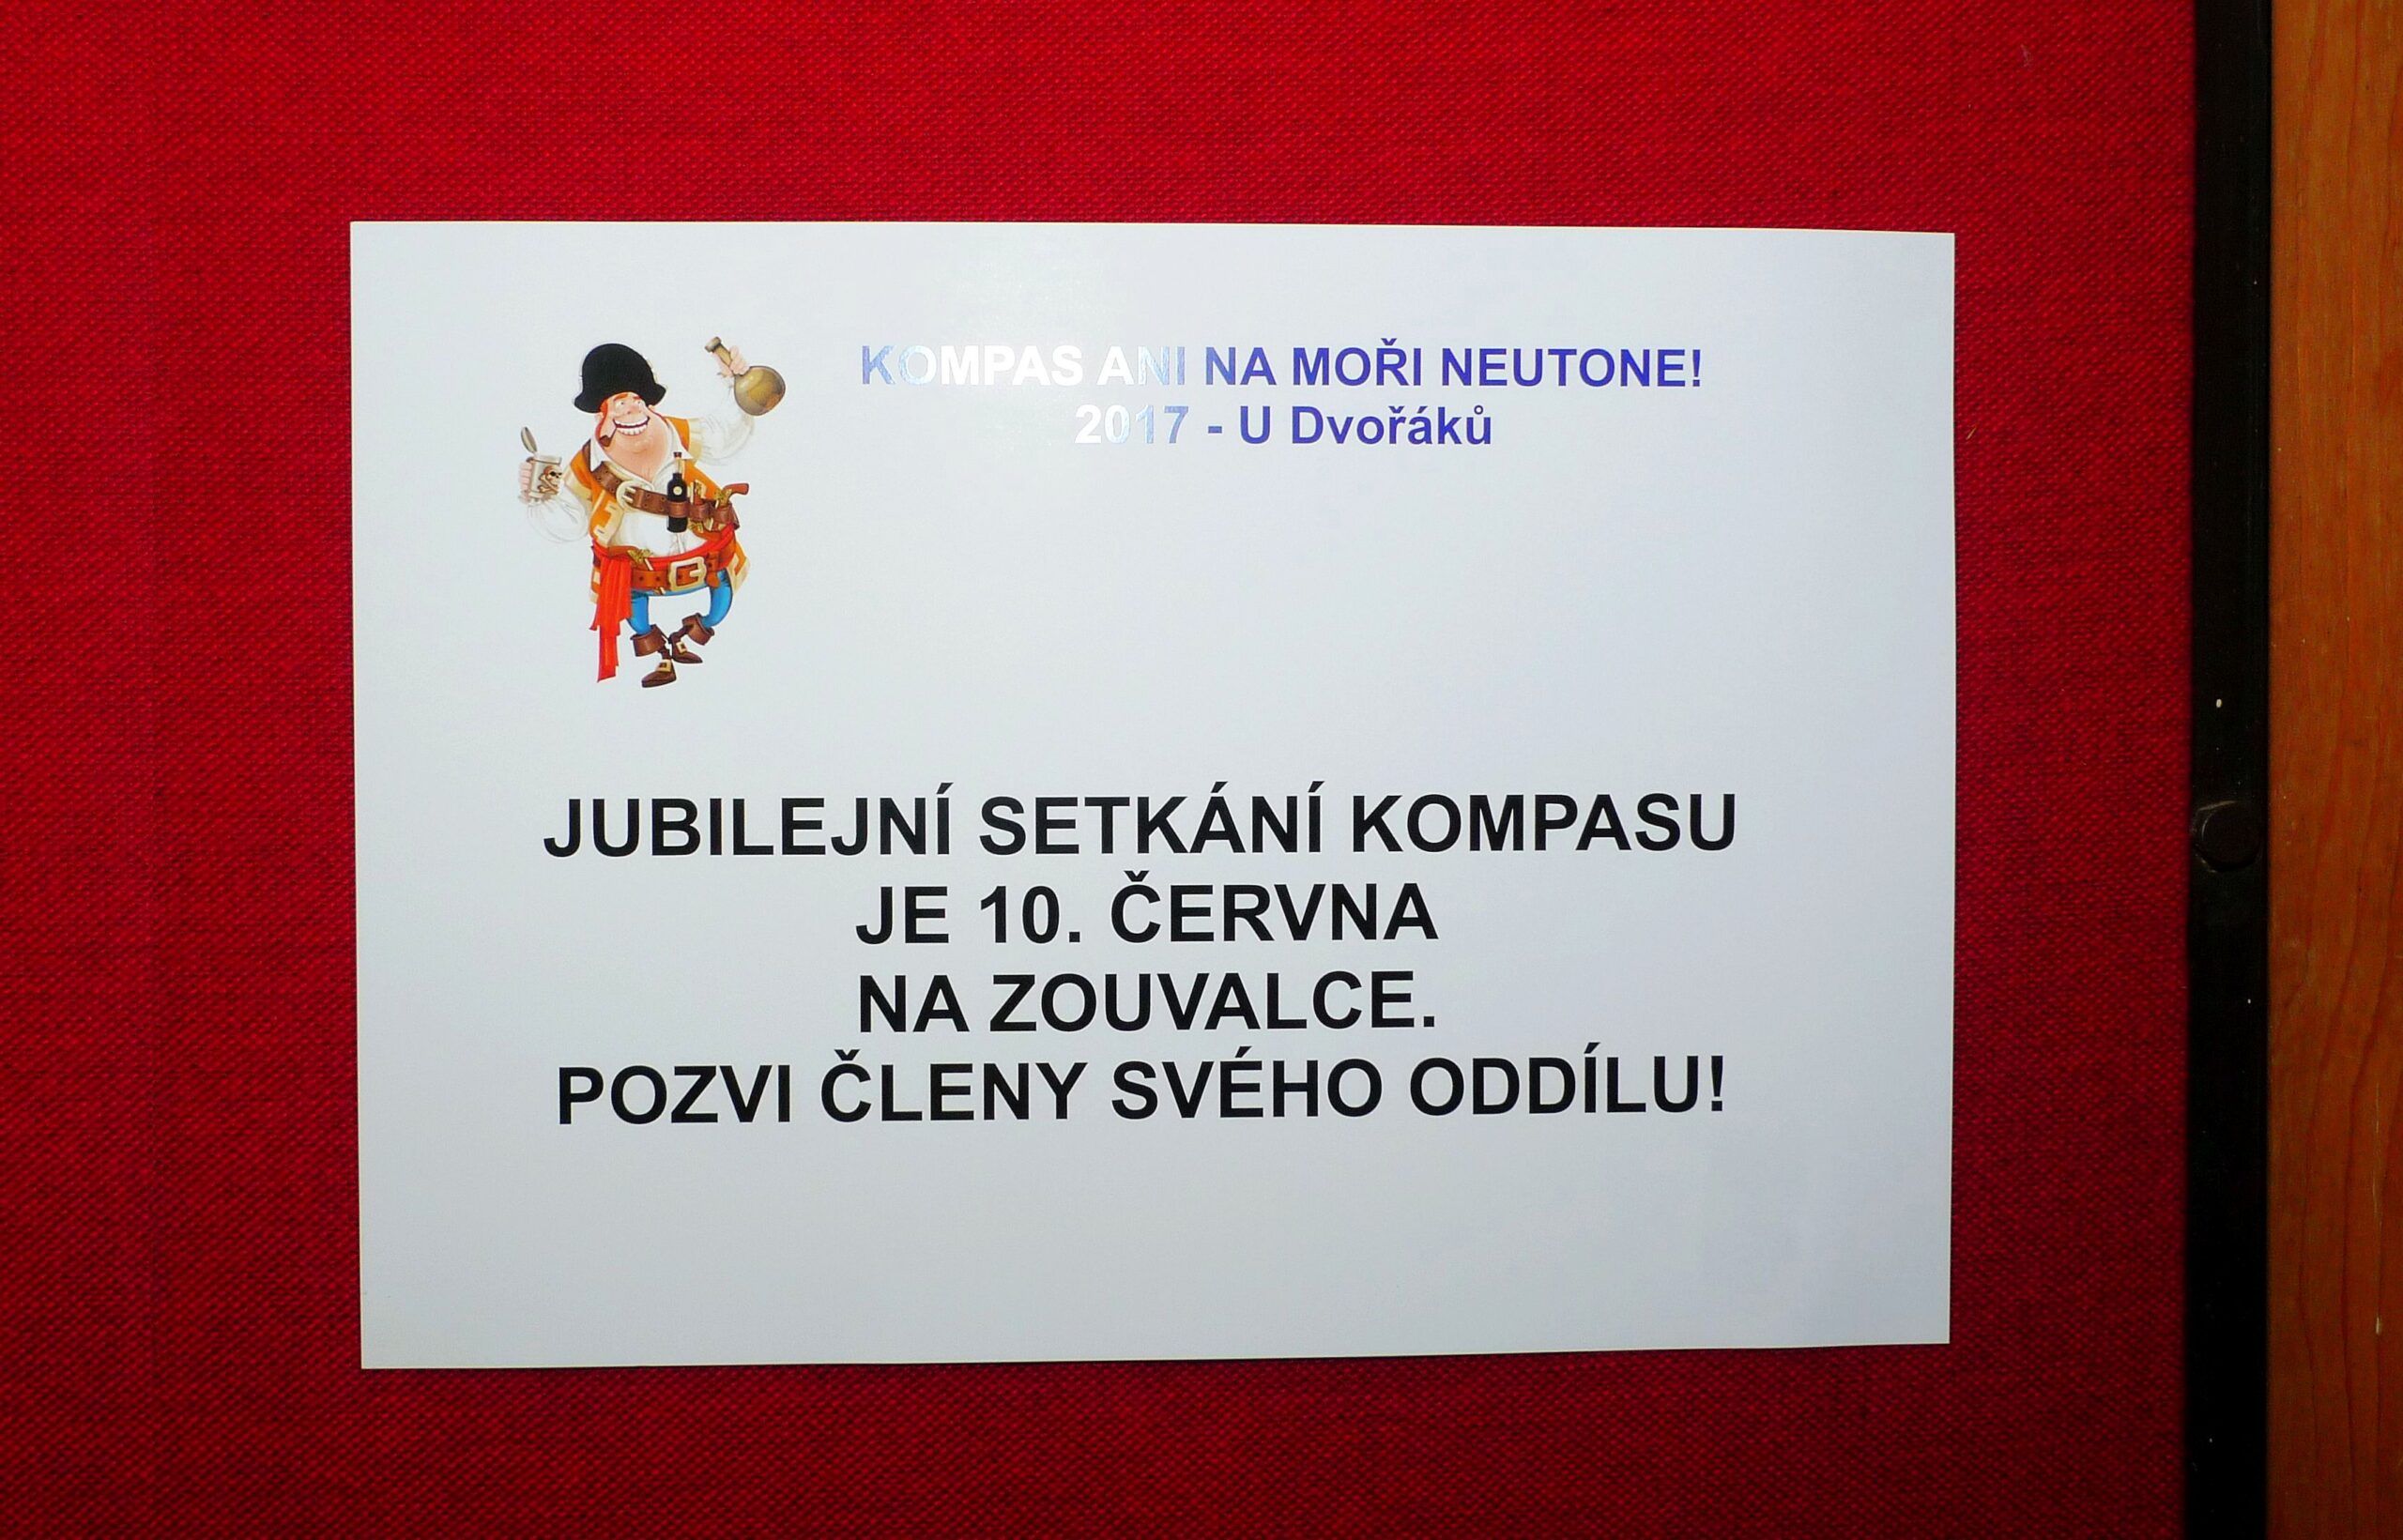 KOMPAS ANI NA MOŘI NEUTONE!
2017 - U Dvořáků
JUBILEJNÍ SETKÁNÍ KOMPASU
JE 10. ČERVNA
NA ZOUVALCE.
POZVI ČLENY SVÉHO ODDÍLU!